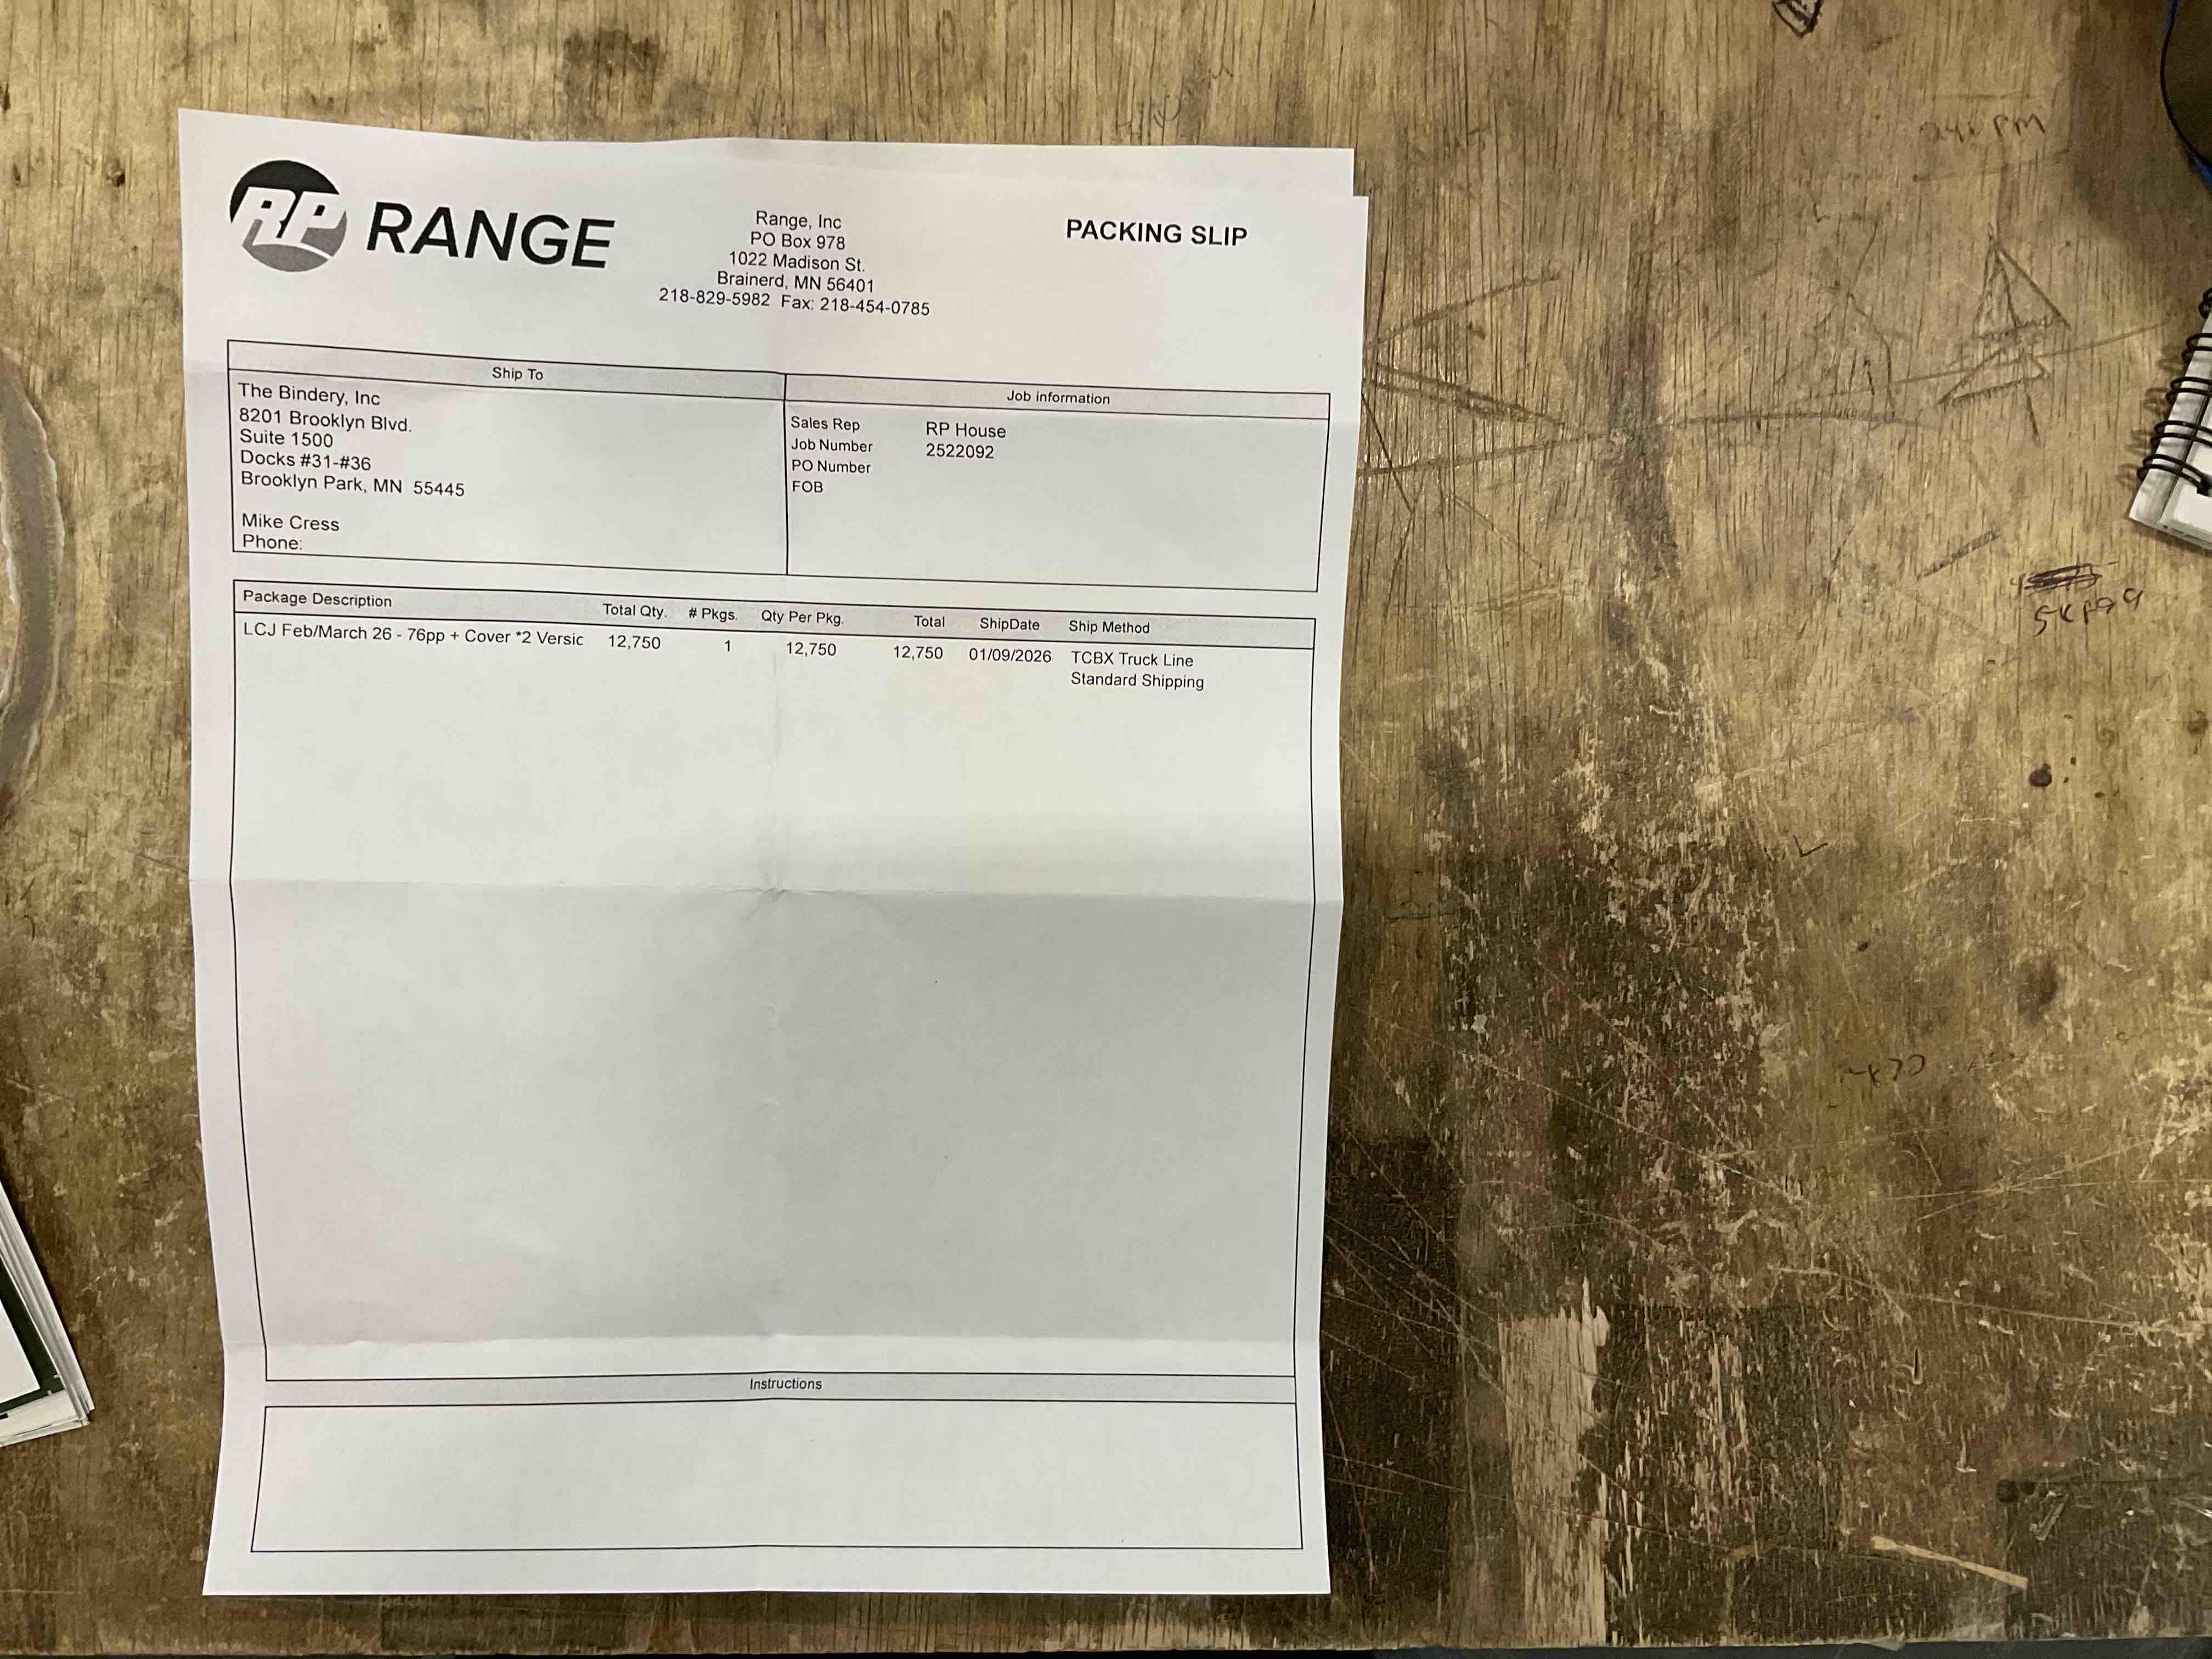 RP RANGE
Range, Inc
PO Box 978
1022 Madison St.
Brainerd, MN 56401
218-829-5982 Fax: 218-454-0785
PACKING SLIP
Ship To
The Bindery, Inc
8201 Brooklyn Blvd.
Suite 1500
Docks #31-#36
Brooklyn Park, MN 55445
Mike Cress
Phone:
Job information
Sales Rep RP House
Job Number 2522092
PO Number
FOB
Package Description Total Qty. # Pkgs. Qty Per Pkg. Total ShipDate Ship Method
LCJ Feb/March 26 - 76pp + Cover *2 Versic 12,750 1 12,750 12,750 01/09/2026 TCBX Truck Line
Standard Shipping
Instructions